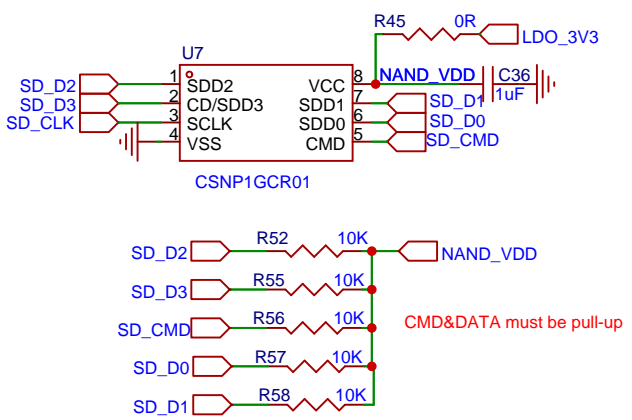 R45 0R LDO_3V3
U7
SD_D2 1 SDD2 VCC 8 NAND_VDD C36
SD_D3 2 CD/SDD3 SDD1 7 SD_D1 1uF
SD_CLK 3 SCLK SDD0 6 SD_D0
4 VSS CMD 5 SD_CMD
CSNP1GCR01
SD_D2 R52 10K NAND_VDD
SD_D3 R55 10K
SD_CMD R56 10K CMD&DATA must be pull-up
SD_D0 R57 10K
SD_D1 R58 10K